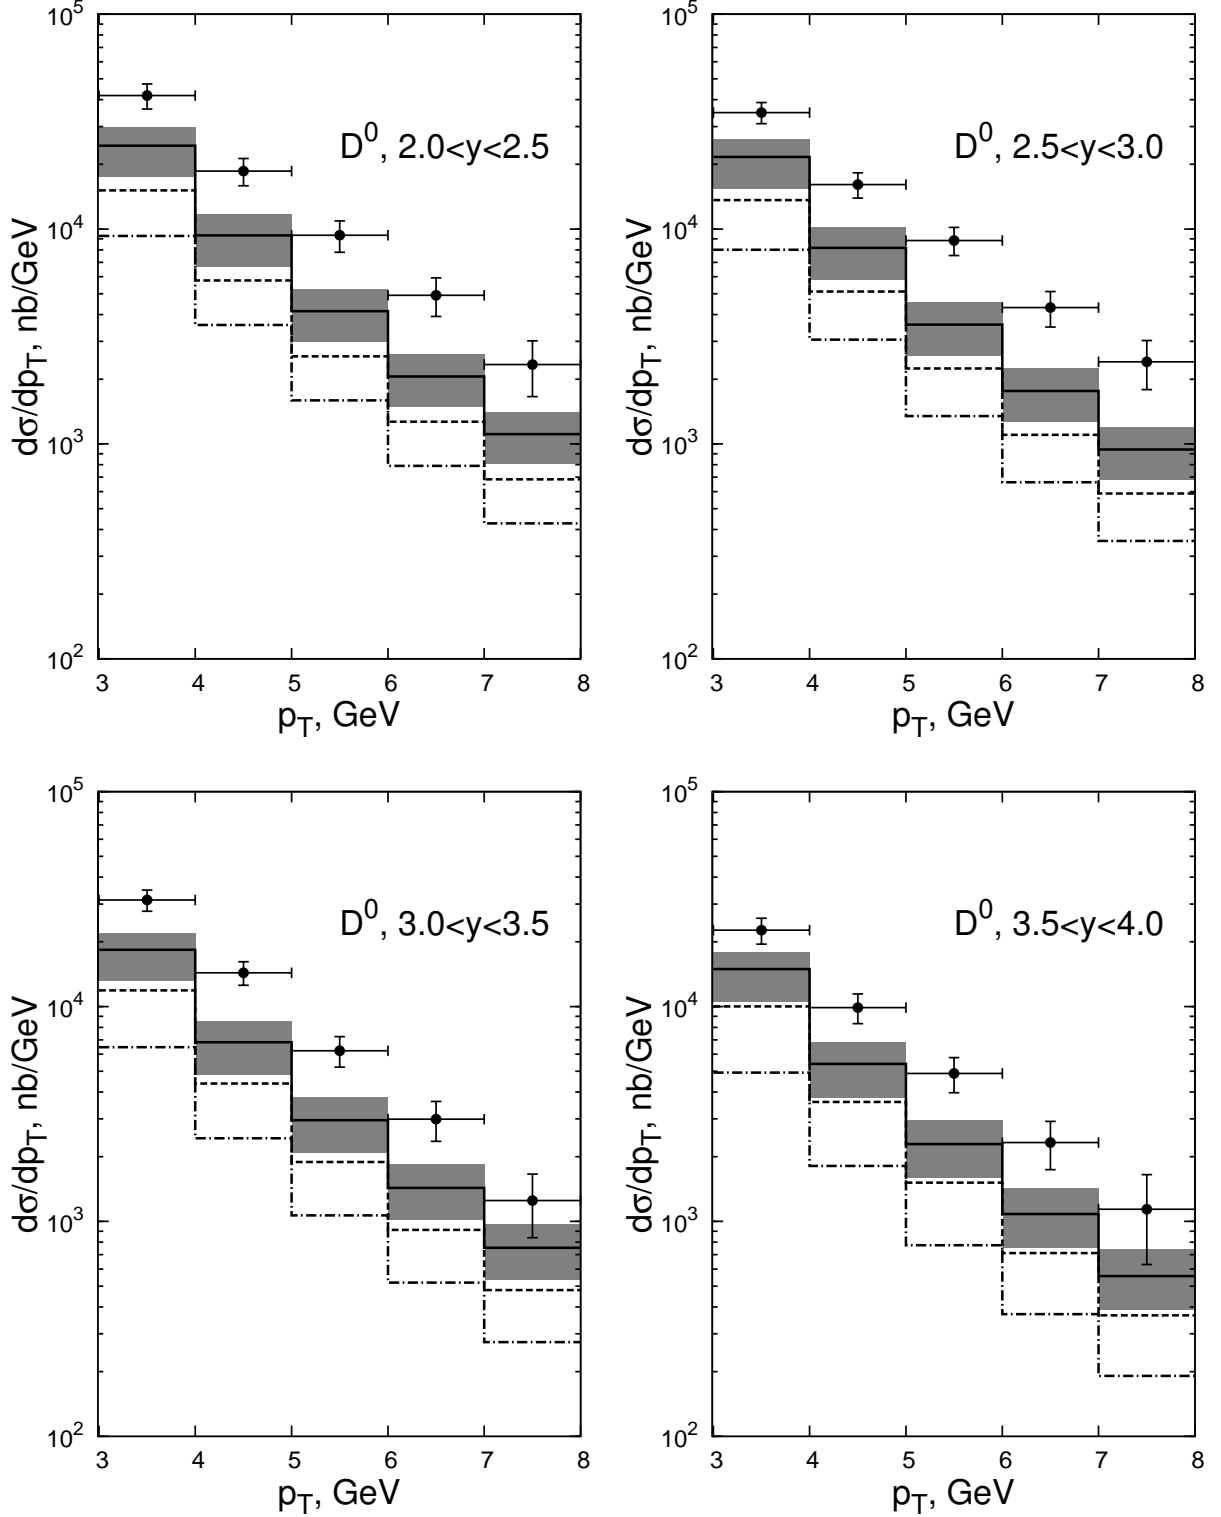 10^5
10^4
10^3
10^2
dσ/dp_T, nb/GeV
D^0, 2.0<y<2.5
3 4 5 6 7 8
p_T, GeV
10^5
10^4
10^3
10^2
dσ/dp_T, nb/GeV
D^0, 2.5<y<3.0
3 4 5 6 7 8
p_T, GeV
10^5
10^4
10^3
10^2
dσ/dp_T, nb/GeV
D^0, 3.0<y<3.5
3 4 5 6 7 8
p_T, GeV
10^5
10^4
10^3
10^2
dσ/dp_T, nb/GeV
D^0, 3.5<y<4.0
3 4 5 6 7 8
p_T, GeV